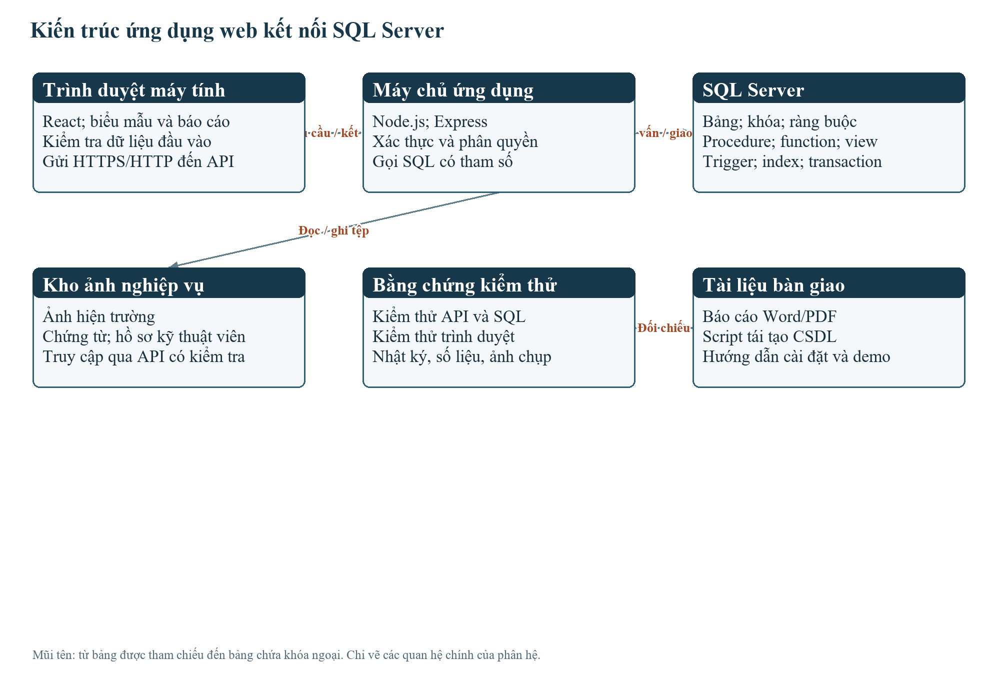 Kiến trúc ứng dụng web kết nối SQL Server
Trình duyệt máy tính
React; biểu mẫu và báo cáo
Kiểm tra dữ liệu đầu vào
Gửi HTTPS/HTTP đến API
cầu / kết
Máy chủ ứng dụng
Node.js; Express
Xác thực và phân quyền
Gọi SQL có tham số
vấn / giao
SQL Server
Bảng; khóa; ràng buộc
Procedure; function; view
Trigger; index; transaction
Đọc / ghi tệp
Kho ảnh nghiệp vụ
Ảnh hiện trường
Chứng từ; hồ sơ kỹ thuật viên
Truy cập qua API có kiểm tra
Bằng chứng kiểm thử
Kiểm thử API và SQL
Kiểm thử trình duyệt
Nhật ký, số liệu, ảnh chụp
Đối chiếu
Tài liệu bàn giao
Báo cáo Word/PDF
Script tái tạo CSDL
Hướng dẫn cài đặt và demo
Mũi tên: từ bảng được tham chiếu đến bảng chứa khóa ngoại. Chỉ vẽ các quan hệ chính của phân hệ.